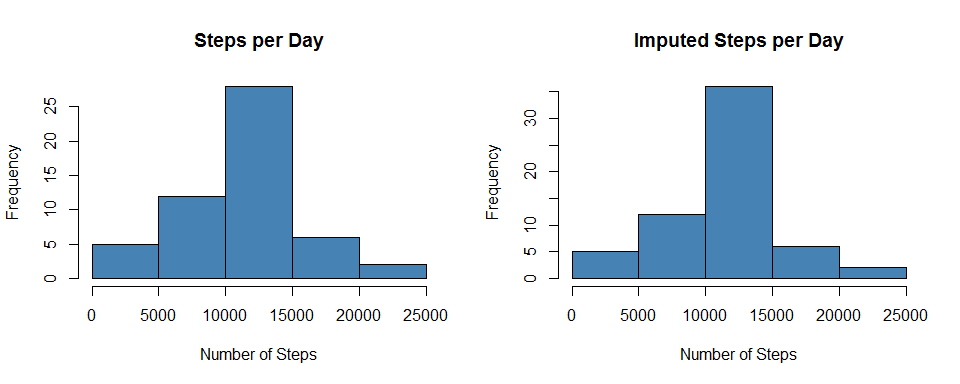 Steps per Day
Frequency
0 5 10 15 20 25
0 5000 10000 15000 20000 25000
Number of Steps
Imputed Steps per Day
Frequency
0 5 10 20 30
0 5000 10000 15000 20000 25000
Number of Steps